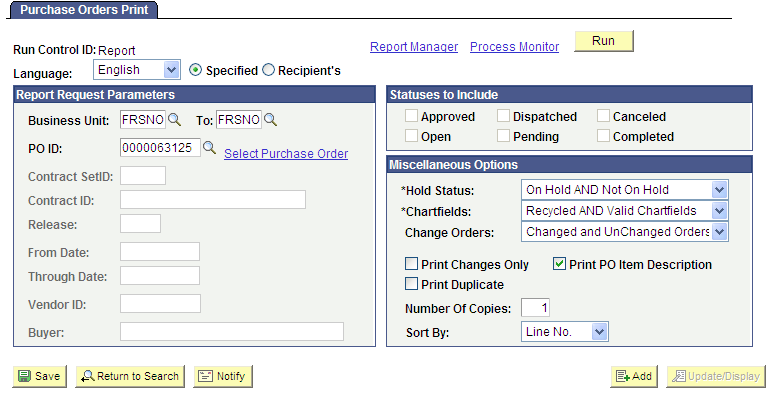 Purchase Orders Print
Run Control ID: Report
Report Manager Process Monitor Run
Language: English Specified Recipient's
Report Request Parameters
Business Unit: FRSNO To: FRSNO
PO ID: 0000063125 Select Purchase Order
Contract SetID:
Contract ID:
Release:
From Date:
Through Date:
Vendor ID:
Buyer:
Statuses to Include
Approved Dispatched Canceled
Open Pending Completed
Miscellaneous Options
*Hold Status: On Hold AND Not On Hold
*Chartfields: Recycled AND Valid Chartfields
Change Orders: Changed and UnChanged Orders
Print Changes Only Print PO Item Description
Print Duplicate
Number Of Copies: 1
Sort By: Line No.
Save Return to Search Notify Add Update/Display